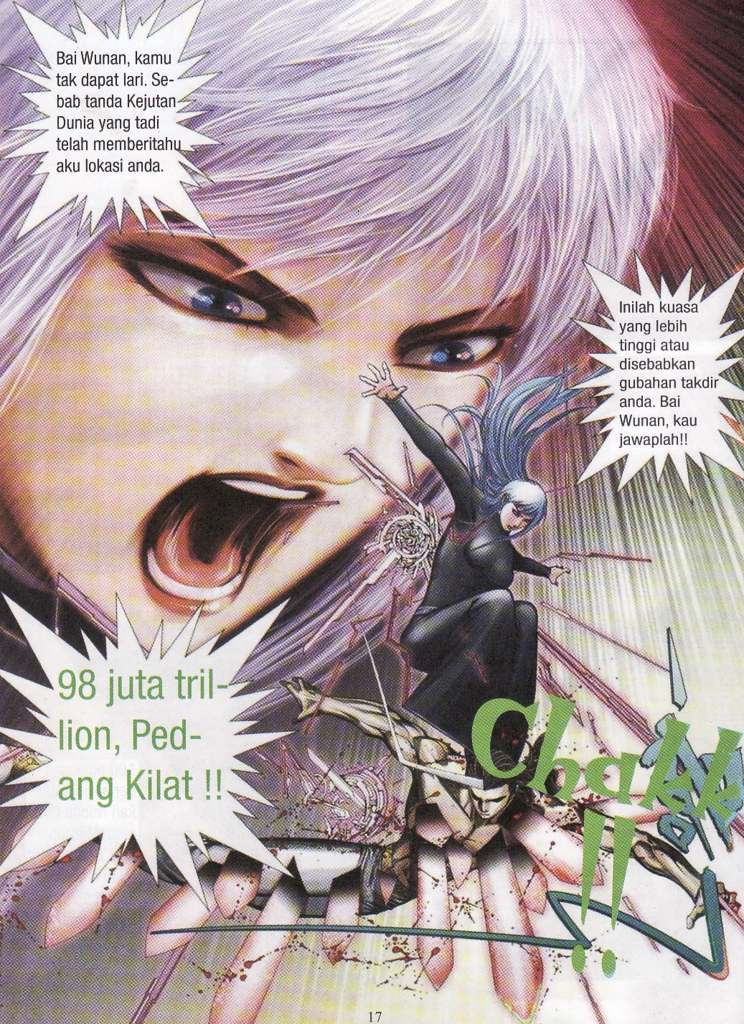 Bai Wunan, kamu
tak dapat lari. Se-
bab tanda Kejutan
Dunia yang tadi
telah memberitahu
aku lokasi anda.
Inilah kuasa
yang lebih
tinggi atau
disebabkan
gubahan takdir
anda. Bai
Wunan, kau
jawaplah!!
98 juta tril-
lion, Ped-
ang Kilat !!
Chakk
!!
17